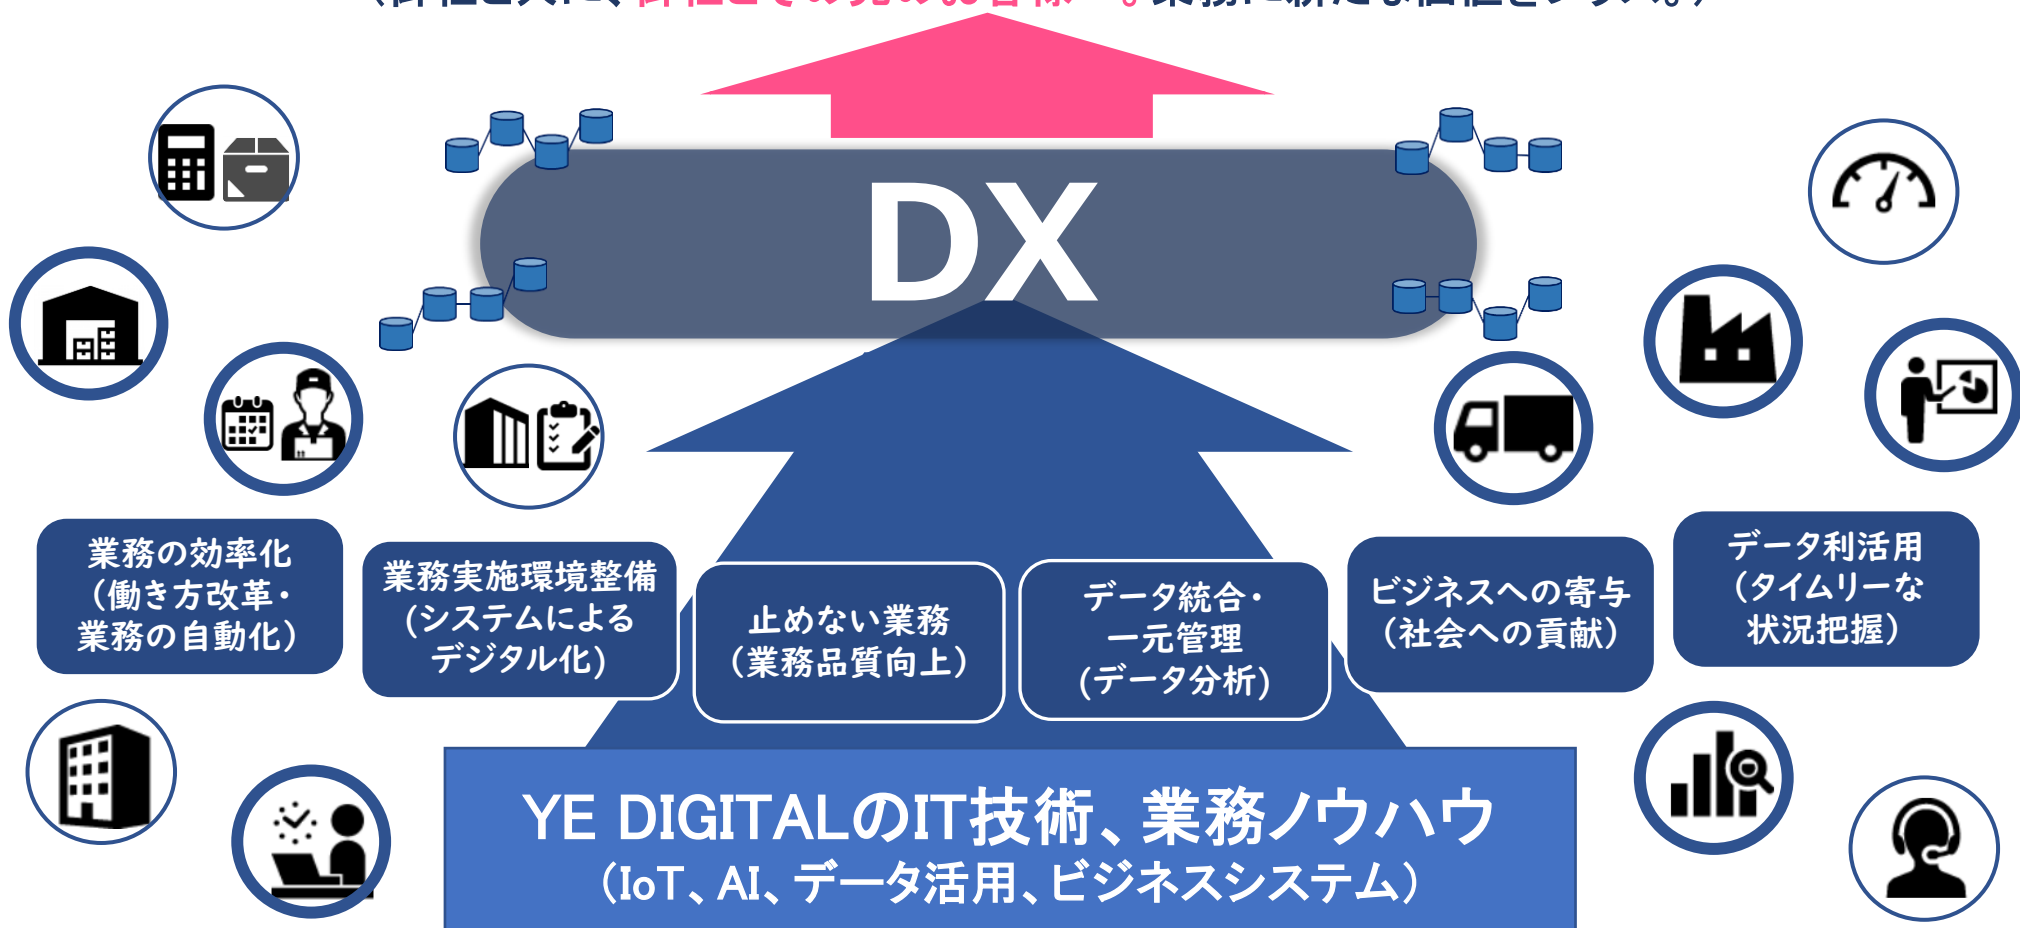 DX
業務の効率化
(働き方改革・
業務の自動化)
業務実施環境整備
(システムによる
デジタル化)
止めない業務
(業務品質向上)
データ統合・
一元管理
(データ分析)
ビジネスへの寄与
(社会への貢献)
データ利活用
(タイムリーな
状況把握)
YE DIGITALのIT技術、業務ノウハウ
(IoT、AI、データ活用、ビジネスシステム)